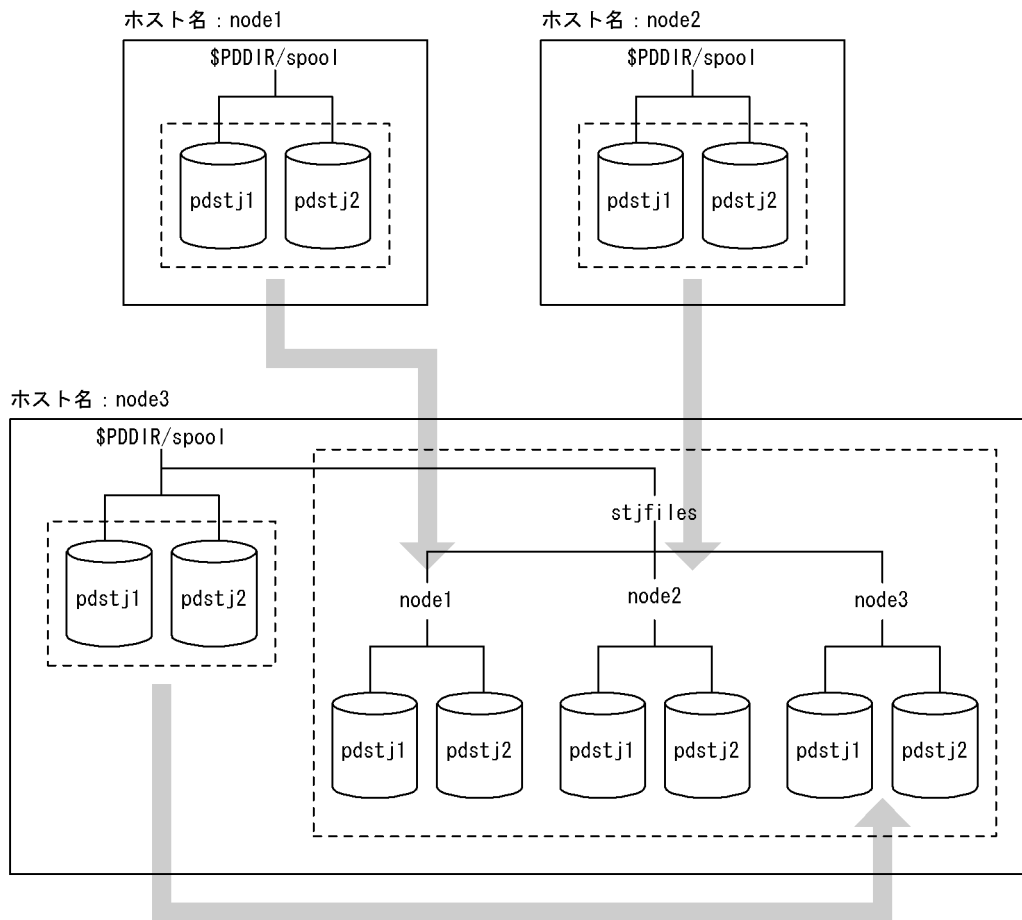 ホスト名：node1
ホスト名：node2
$PDDIR/spool
$PDDIR/spool
pdstj1
pdstj2
pdstj1
pdstj2
ホスト名：node3
$PDDIR/spool
stjfiles
pdstj1
pdstj2
node1
node2
node3
pdstj1
pdstj2
pdstj1
pdstj2
pdstj1
pdstj2